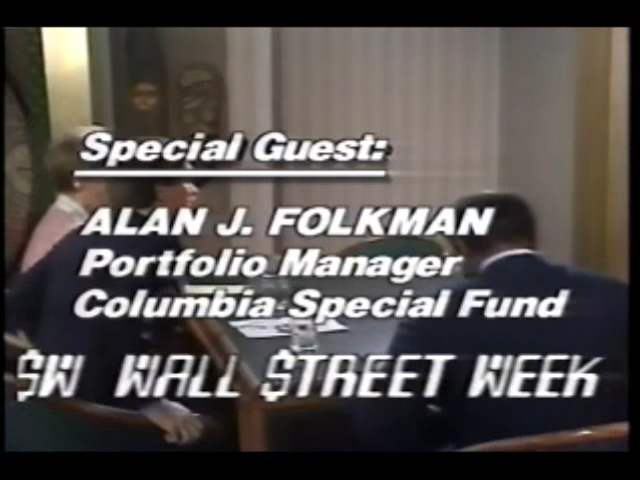 Special Guest:
ALAN J. FOLKMAN
Portfolio Manager
Columbia Special Fund
$W WALL $TREET WEEK